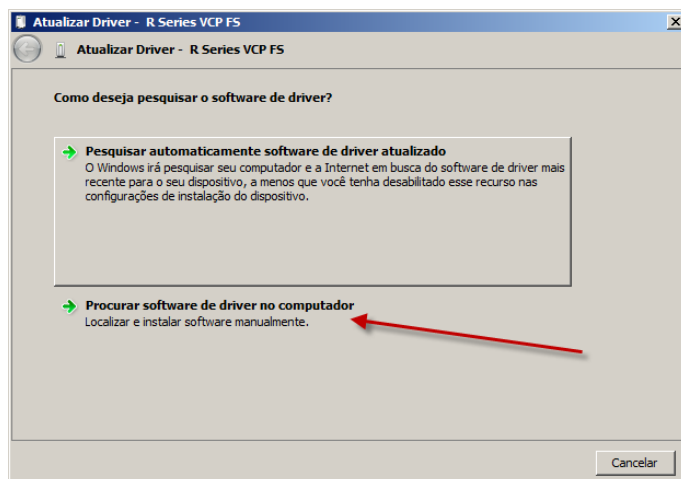 Atualizar Driver - R Series VCP FS
Atualizar Driver - R Series VCP FS
Como deseja pesquisar o software de driver?
Pesquisar automaticamente software de driver atualizado
O Windows irá pesquisar seu computador e a Internet em busca do software de driver mais
recente para o seu dispositivo, a menos que você tenha desabilitado esse recurso nas
configurações de instalação do dispositivo.
Procurar software de driver no computador
Localizar e instalar software manualmente.
Cancelar